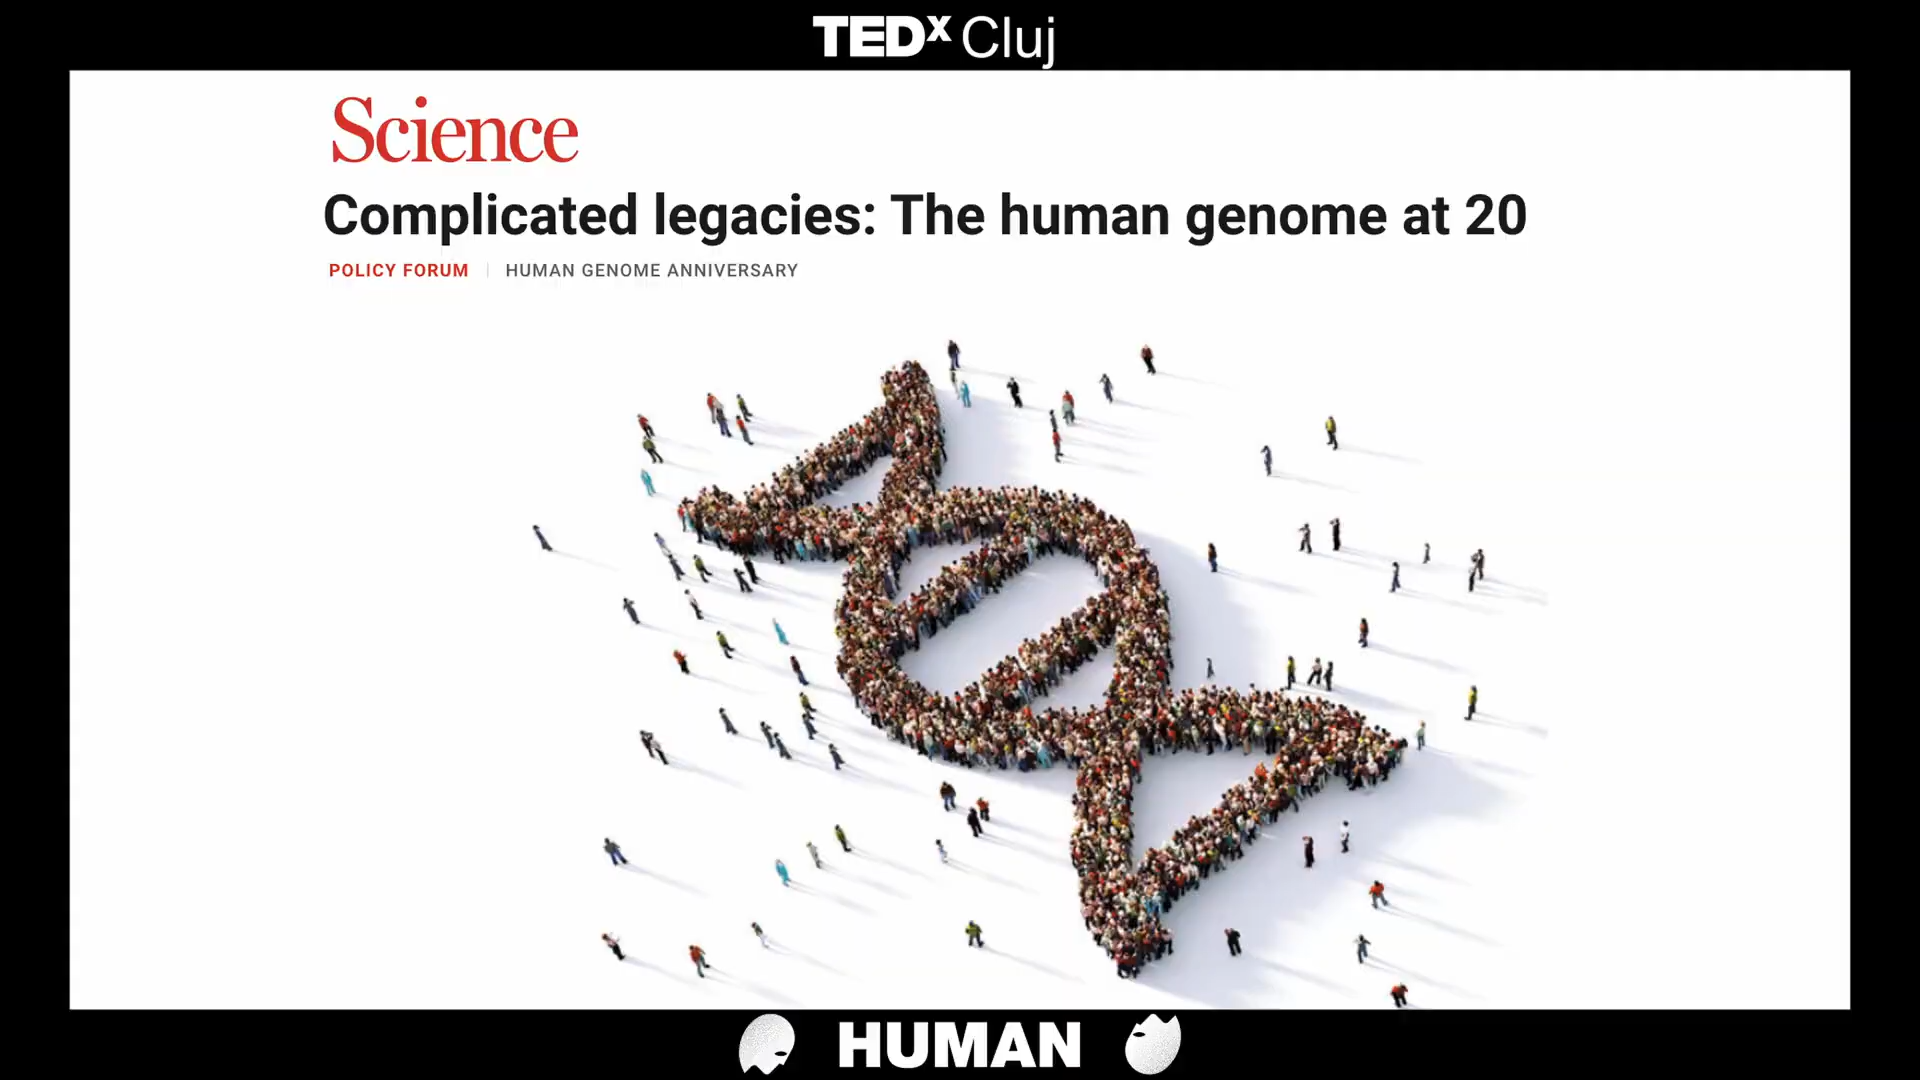 TEDx Cluj
Science
Complicated legacies: The human genome at 20
POLICY FORUM | HUMAN GENOME ANNIVERSARY
HUMAN